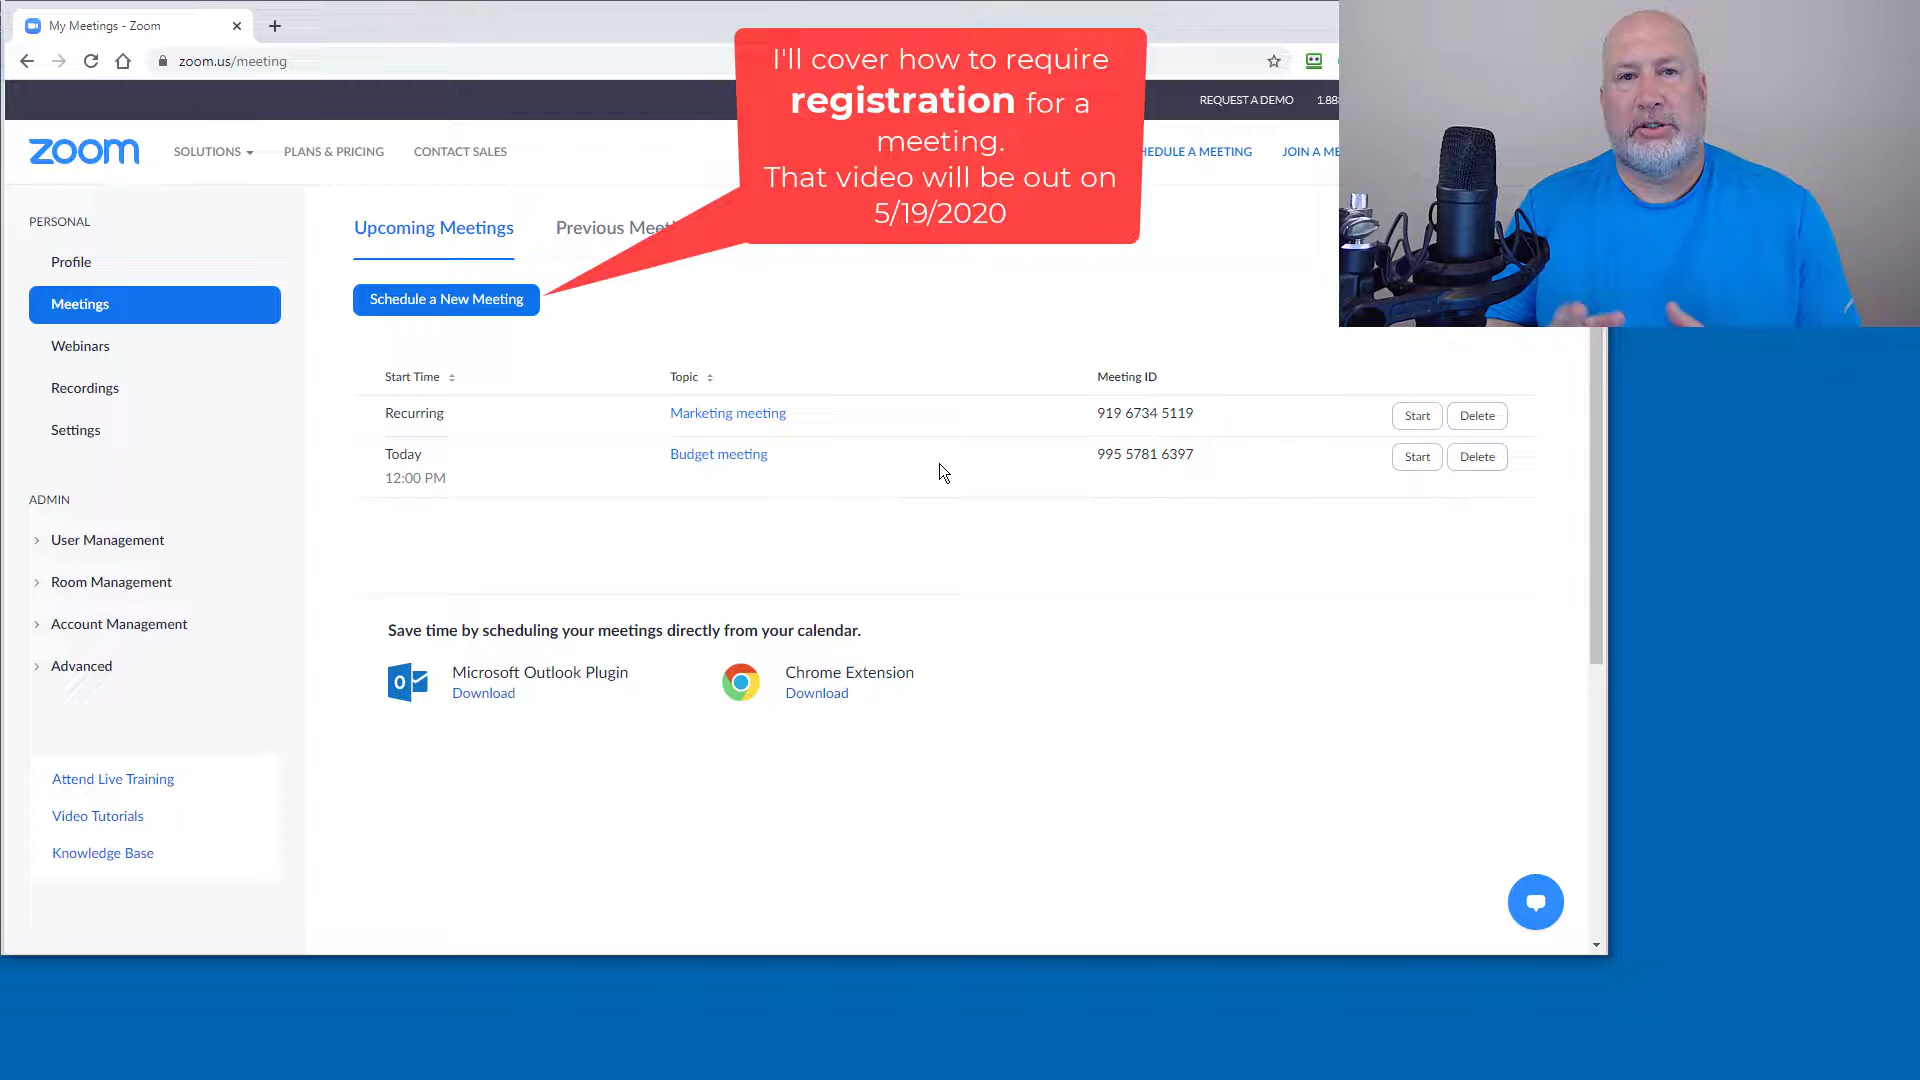 My Meetings - Zoom
zoom.us/meeting
I'll cover how to require
registration for a
meeting.
That video will be out on
5/19/2020
REQUEST A DEMO 1.88
zoom
SOLUTIONS
PLANS & PRICING
CONTACT SALES
HEDULE A MEETING
JOIN A ME
PERSONAL
Profile
Meetings
Webinars
Recordings
Settings
ADMIN
User Management
Room Management
Account Management
Advanced
Attend Live Training
Video Tutorials
Knowledge Base
Upcoming Meetings
Previous Meeti
Schedule a New Meeting
Start Time Topic Meeting ID
Recurring Marketing meeting 919 6734 5119 Start Delete
Today Budget meeting 995 5781 6397 Start Delete
12:00 PM
Save time by scheduling your meetings directly from your calendar.
Microsoft Outlook Plugin
Download
Chrome Extension
Download